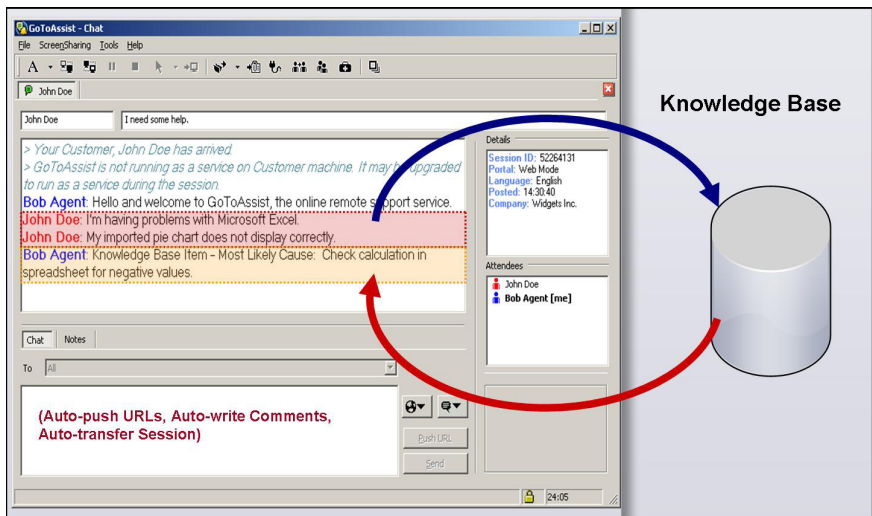 GoToAssist - Chat
File ScreenSharing Tools Help
A
John Doe
John Doe
I need some help.
> Your Customer, John Doe has arrived.
> GoToAssist is not running as a service on Customer machine. It may be upgraded
to run as a service during the session.
Bob Agent: Hello and welcome to GoToAssist, the online remote support service.
John Doe: I'm having problems with Microsoft Excel.
John Doe: My imported pie chart does not display correctly.
Bob Agent: Knowledge Base Item - Most Likely Cause: Check calculation in
spreadsheet for negative values.
Details
Session ID: 52264131
Portal: Web Mode
Language: English
Posted: 14:30:40
Company: Widgets Inc.
Attendees
John Doe
Bob Agent [me]
Chat Notes
To All
(Auto-push URLs, Auto-write Comments,
Auto-transfer Session)
Push URL
Send
24:05
Knowledge Base